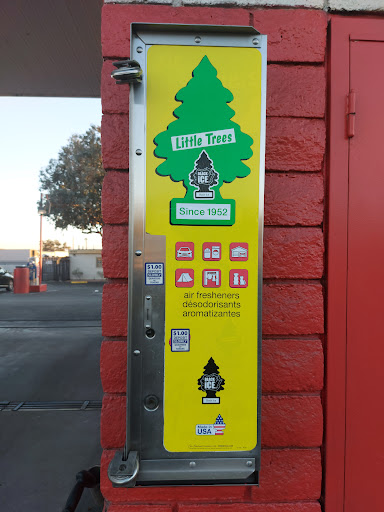 Little Trees
BLACK
ICE
Since 1952
$1.00
air fresheners
désodorisants
aromatizantes
$1.00
BLACK
ICE
Made in
USA